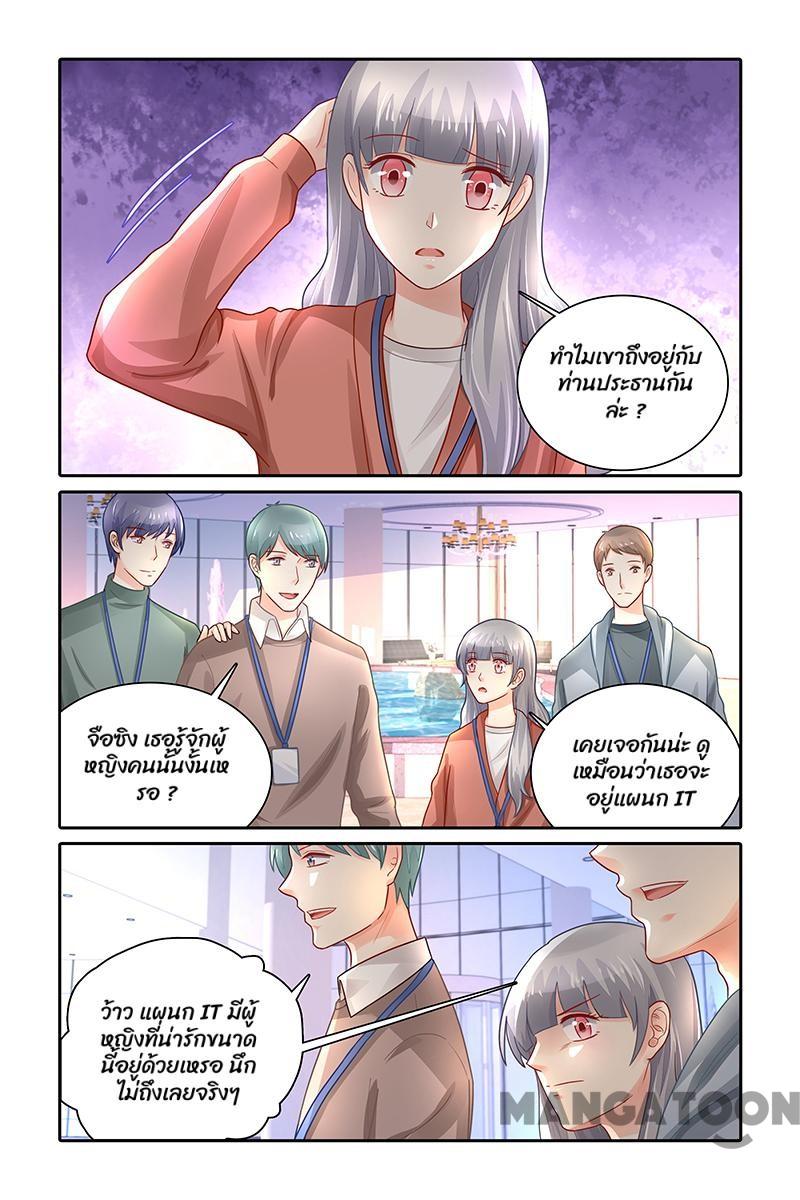 ทำไมเขาถึงอยู่กับ
ท่านประธานกัน
ล่ะ ?
จือซิง เธอรู้จักผู้
หญิงคนนั้นงั้นเห
รอ ?
เคยเจอกันน่ะ ดู
เหมือนว่าเธอจะ
อยู่แผนก IT
ว้าว แผนก IT มีผู้
หญิงที่น่ารักขนาด
นี้อยู่ด้วยเหรอ นึก
ไม่ถึงเลยจริงๆ
MANGATOON